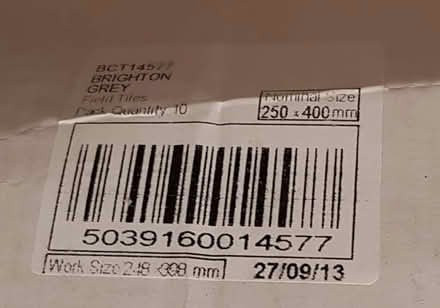 BCT14577
BRIGHTON
GREY
Field Tiles
Pack Quantity 10
Nominal Size
250 x 400 mm
5039160014577
Work Size 248 x398 mm
27/09/13